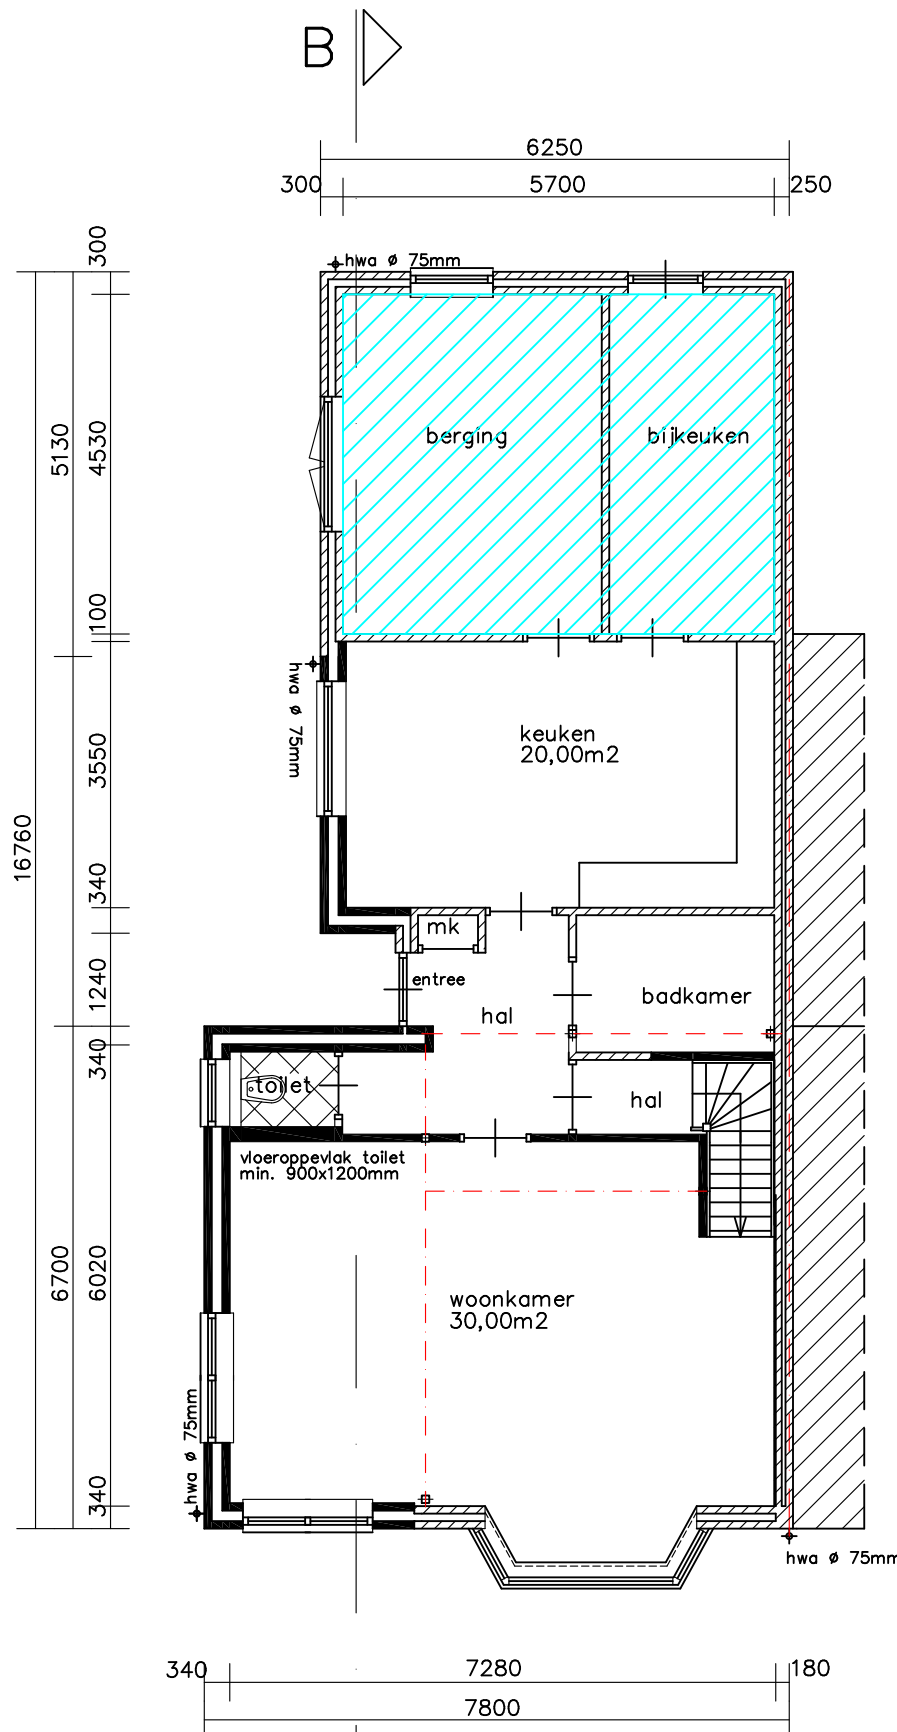 B
6250
300 5700 250
300
hwa ø 75mm
5130
4530
berging
bijkeuken
100
hwa ø 75mm
keuken
20,00m2
3550
16760
340
mk
entree
1240
badkamer
hal
340
toilet
hal
vloeroppevlak toilet
min. 900x1200mm
6700
6020
woonkamer
30,00m2
hwa ø 75mm
340
hwa ø 75mm
340 7280 180
7800